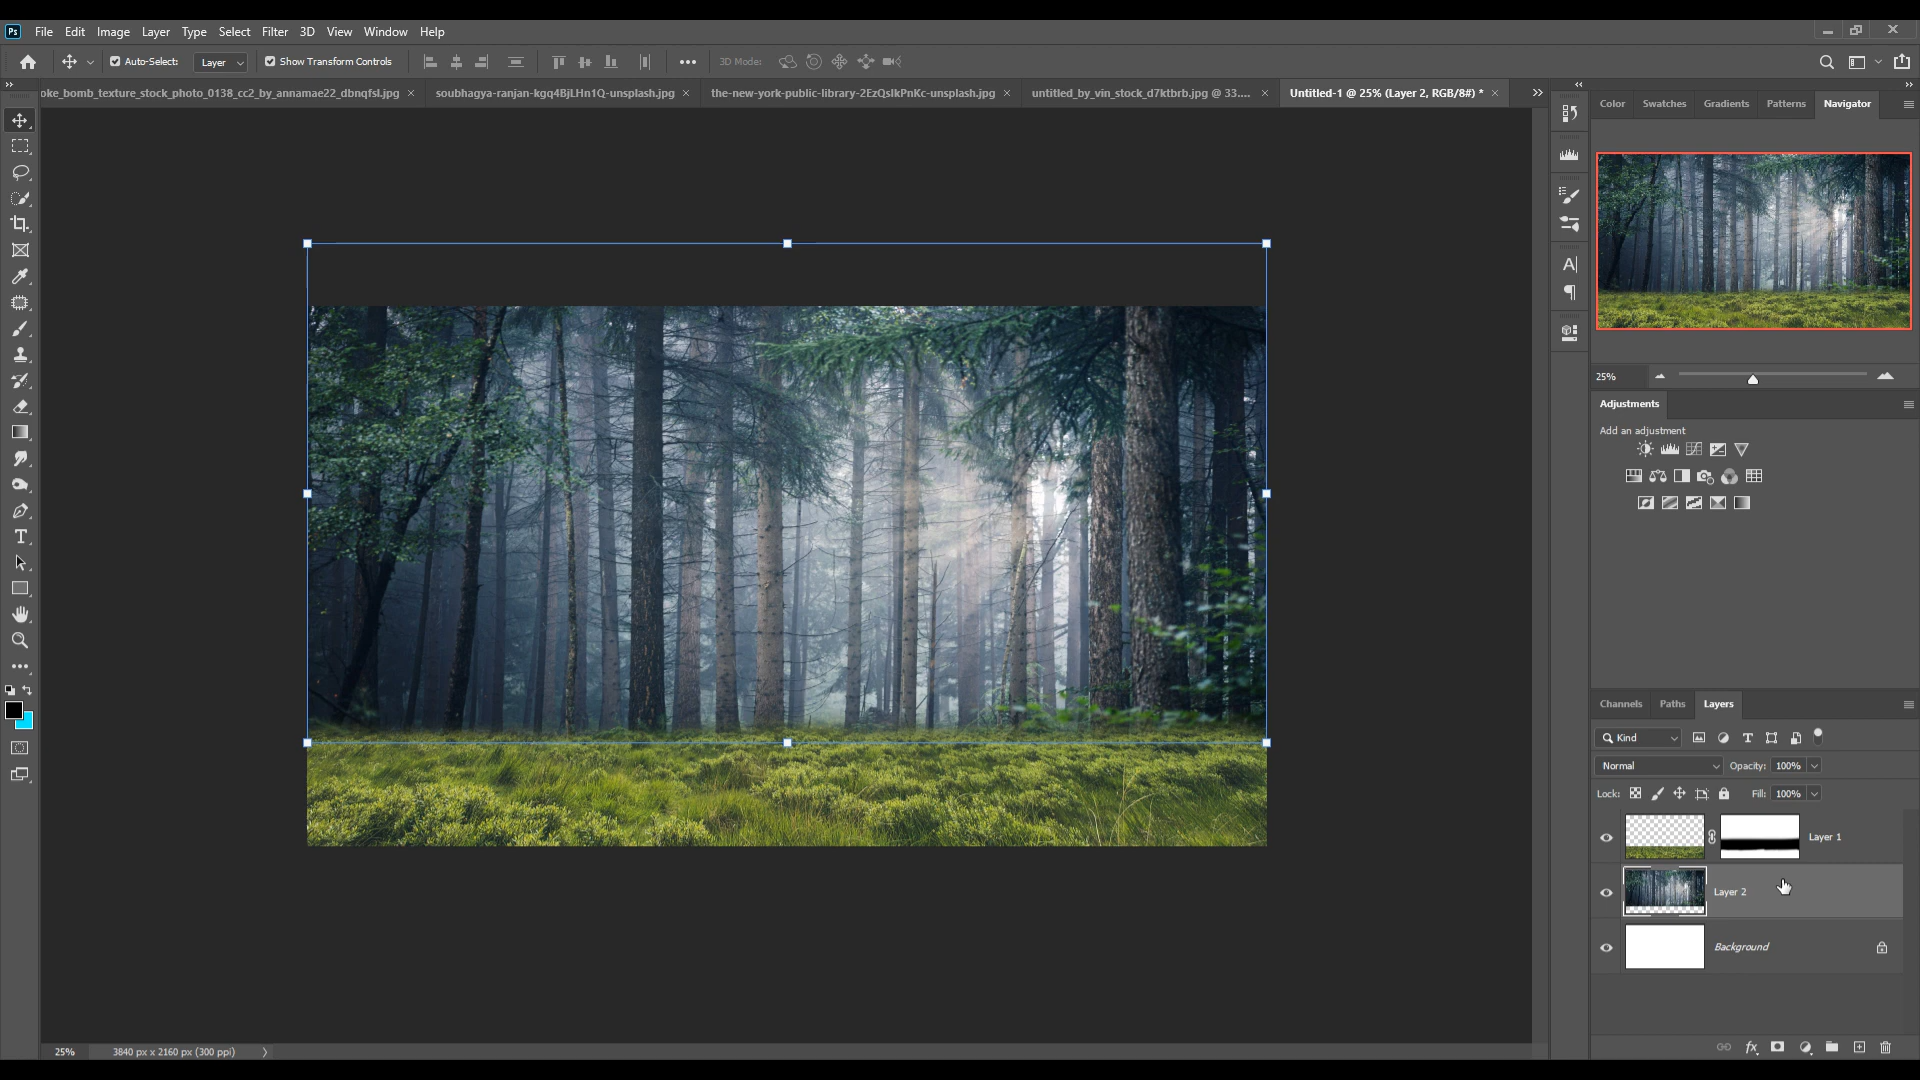 Ps File Edit Image Layer Type Select Filter 3D View Window Help
Auto-Select: Layer Show Transform Controls 3D Mode:
oke_bomb_texture_stock_photo_0138_cc2_by_annamae22_dbnqfsl.jpg × soubhagya-ranjan-kgq4BjLHn1Q-unsplash.jpg × the-new-york-public-library-2EzQslkPnKc-unsplash.jpg × untitled_by_vin_stock_d7ktbrb.jpg @ 33.... × Untitled-1 @ 25% (Layer 2, RGB/8#) * ×
Color Swatches Gradients Patterns Navigator
25%
Adjustments
Add an adjustment
Channels Paths Layers
Kind
Normal Opacity: 100%
Lock: Fill: 100%
Layer 1
Layer 2
Background
25% 3840 px x 2160 px (300 ppi)